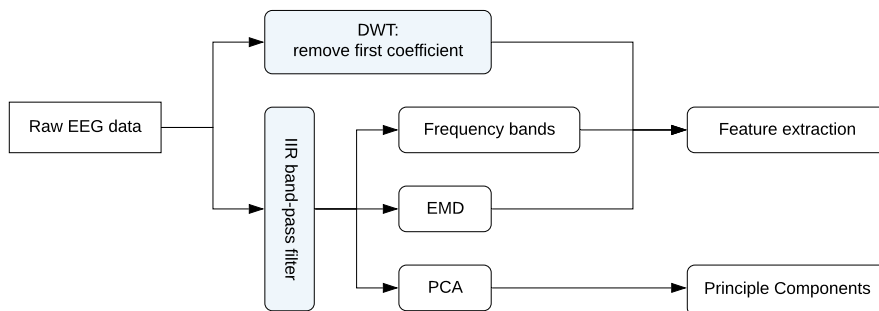 DWT:
remove first coefficient
Raw EEG data
IIR band-pass filter
Frequency bands
Feature extraction
EMD
PCA
Principle Components